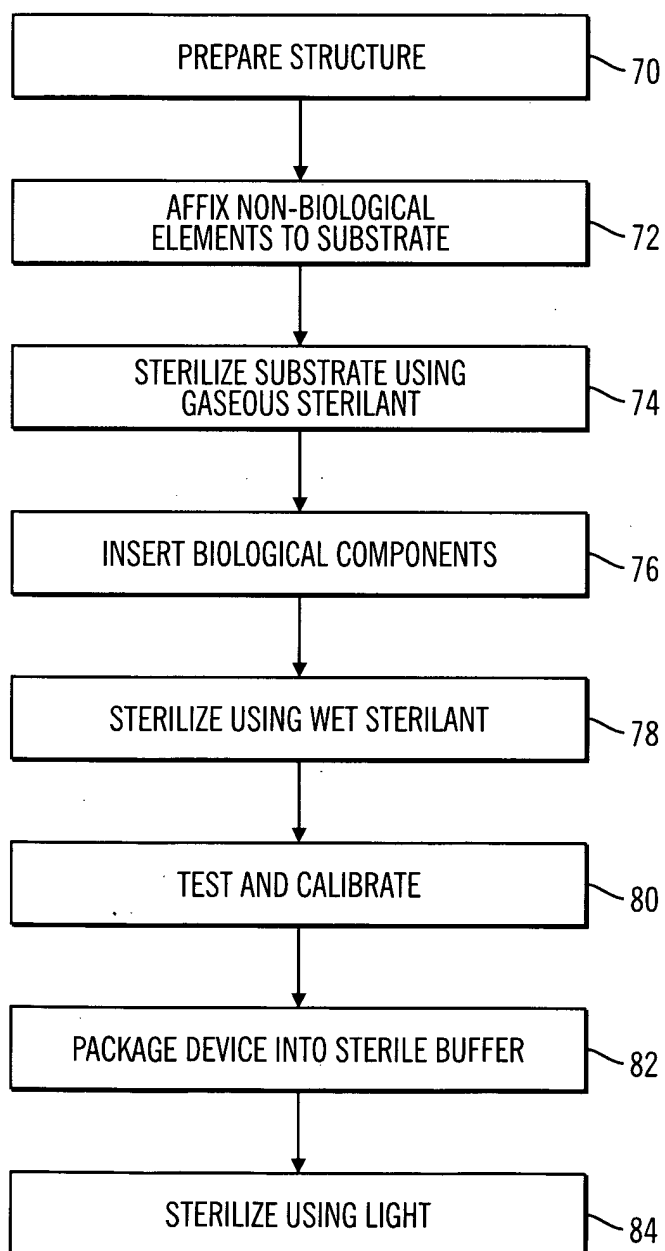 PREPARE STRUCTURE
70
AFFIX NON-BIOLOGICAL
ELEMENTS TO SUBSTRATE
72
STERILIZE SUBSTRATE USING
GASEOUS STERILANT
74
INSERT BIOLOGICAL COMPONENTS
76
STERILIZE USING WET STERILANT
78
TEST AND CALIBRATE
80
PACKAGE DEVICE INTO STERILE BUFFER
82
STERILIZE USING LIGHT
84